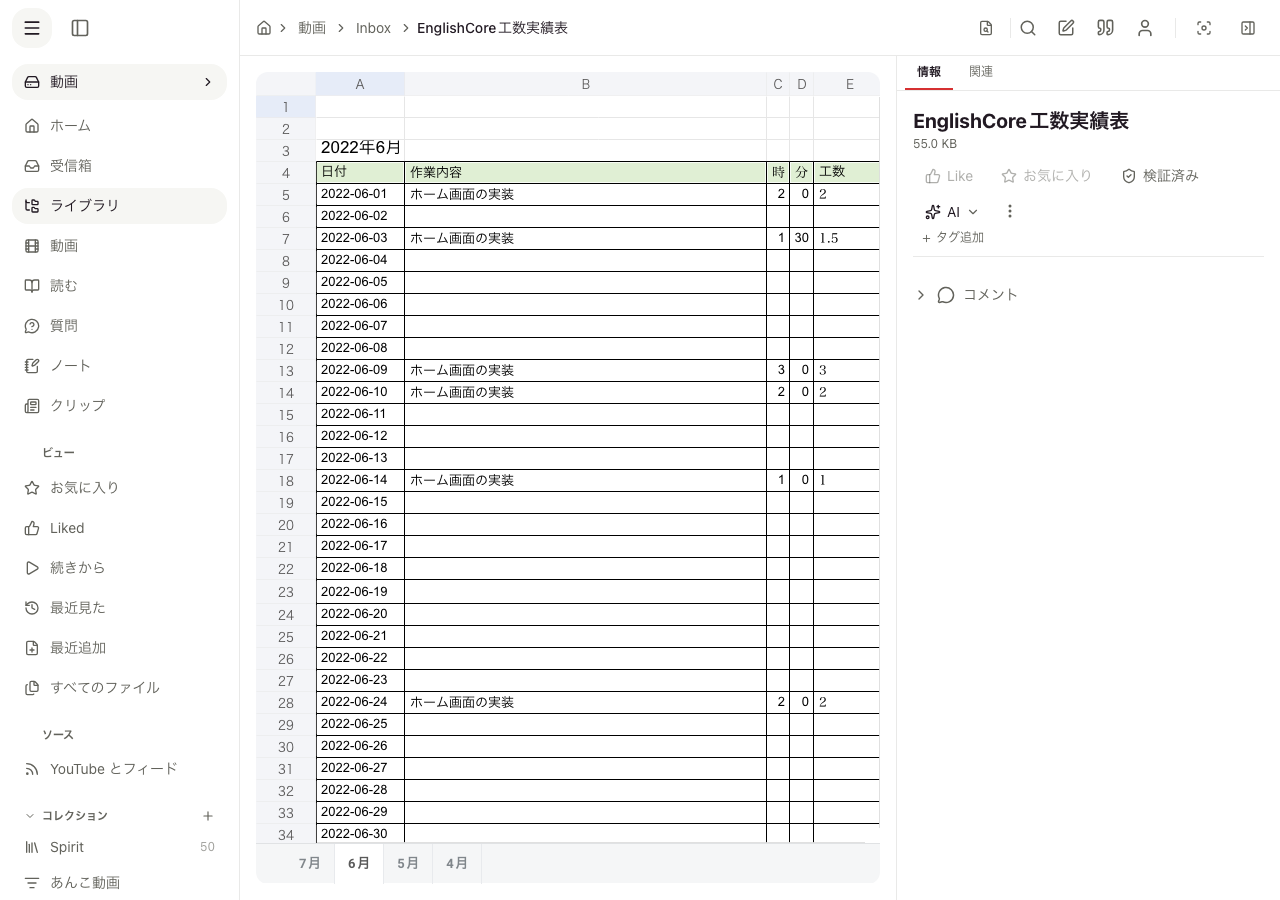 動画
ホーム
受信箱
ライブラリ
動画
読む
質問
ノート
クリップ
ビュー
お気に入り
Liked
続きから
最近見た
最近追加
すべてのファイル
ソース
YouTube とフィード
コレクション
Spirit 50
あんこ動画
動画 Inbox EnglishCore工数実績表
A B C D E
1
2
3 2022年6月
4 日付 作業内容 時 分 工数
5 2022-06-01 ホーム画面の実装 2 0 2
6 2022-06-02
7 2022-06-03 ホーム画面の実装 1 30 1.5
8 2022-06-04
9 2022-06-05
10 2022-06-06
11 2022-06-07
12 2022-06-08
13 2022-06-09 ホーム画面の実装 3 0 3
14 2022-06-10 ホーム画面の実装 2 0 2
15 2022-06-11
16 2022-06-12
17 2022-06-13
18 2022-06-14 ホーム画面の実装 1 0 1
19 2022-06-15
20 2022-06-16
21 2022-06-17
22 2022-06-18
23 2022-06-19
24 2022-06-20
25 2022-06-21
26 2022-06-22
27 2022-06-23
28 2022-06-24 ホーム画面の実装 2 0 2
29 2022-06-25
30 2022-06-26
31 2022-06-27
32 2022-06-28
33 2022-06-29
34 2022-06-30
7月 6月 5月 4月
情報 関連
EnglishCore工数実績表
55.0 KB
Like お気に入り 検証済み
AI
+ タグ追加
コメント